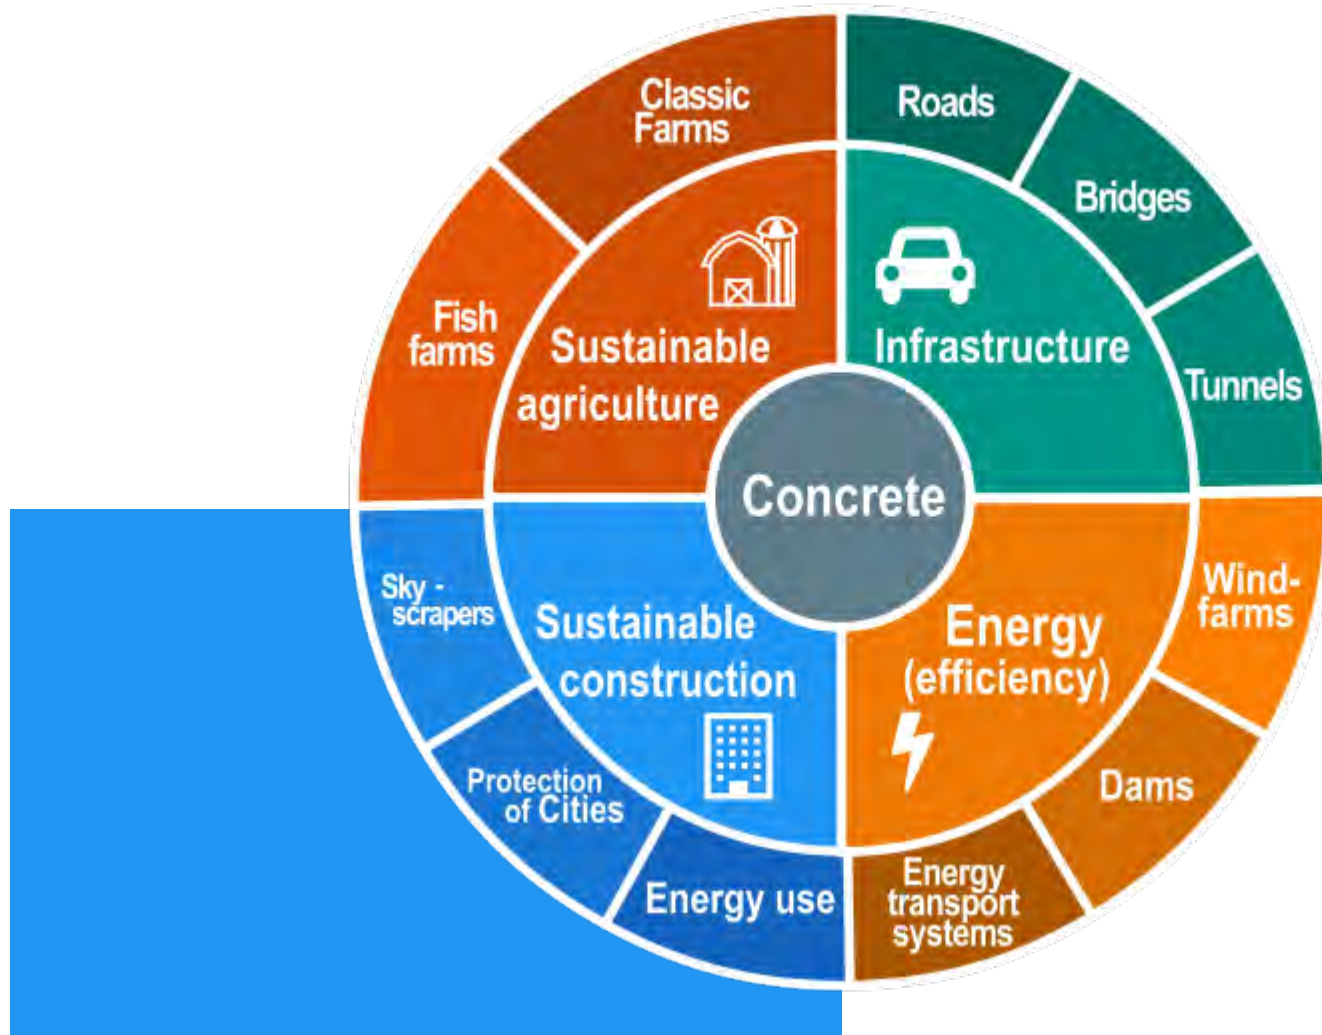 Classic
Farms
Roads
Bridges
Tunnels
Fish
farms
Sustainable
agriculture
Infrastructure
Concrete
Sky -
scrapers
Sustainable
construction
Energy
(efficiency)
Wind-
farms
Protection
of Cities
Dams
Energy use
Energy
transport
systems